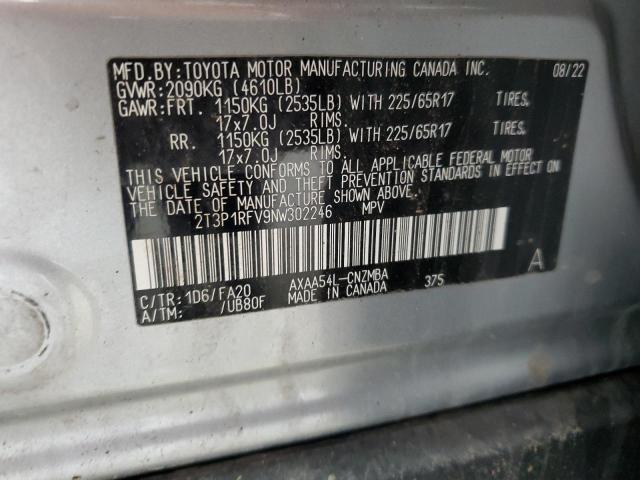 MFD.BY:TOYOTA MOTOR MANUFACTURING CANADA INC. 08/22
GVWR:2090KG (4610LB)
GAWR:FRT. 1150KG (2535LB) WITH 225/65R17 TIRES.
17x7.0J RIMS.
RR. 1150KG (2535LB) WITH 225/65R17 TIRES.
17x7.0J RIMS.
THIS VEHICLE CONFORMS TO ALL APPLICABLE FEDERAL MOTOR
VEHICLE SAFETY AND THEFT PREVENTION STANDARDS IN EFFECT ON
THE DATE OF MANUFACTURE SHOWN ABOVE.
2T3P1RFV9NW302246 MPV
A
C/TR:1D6/FA20 AXAA54L-CNZMBA 375
A/TM: /UB80F MADE IN CANADA